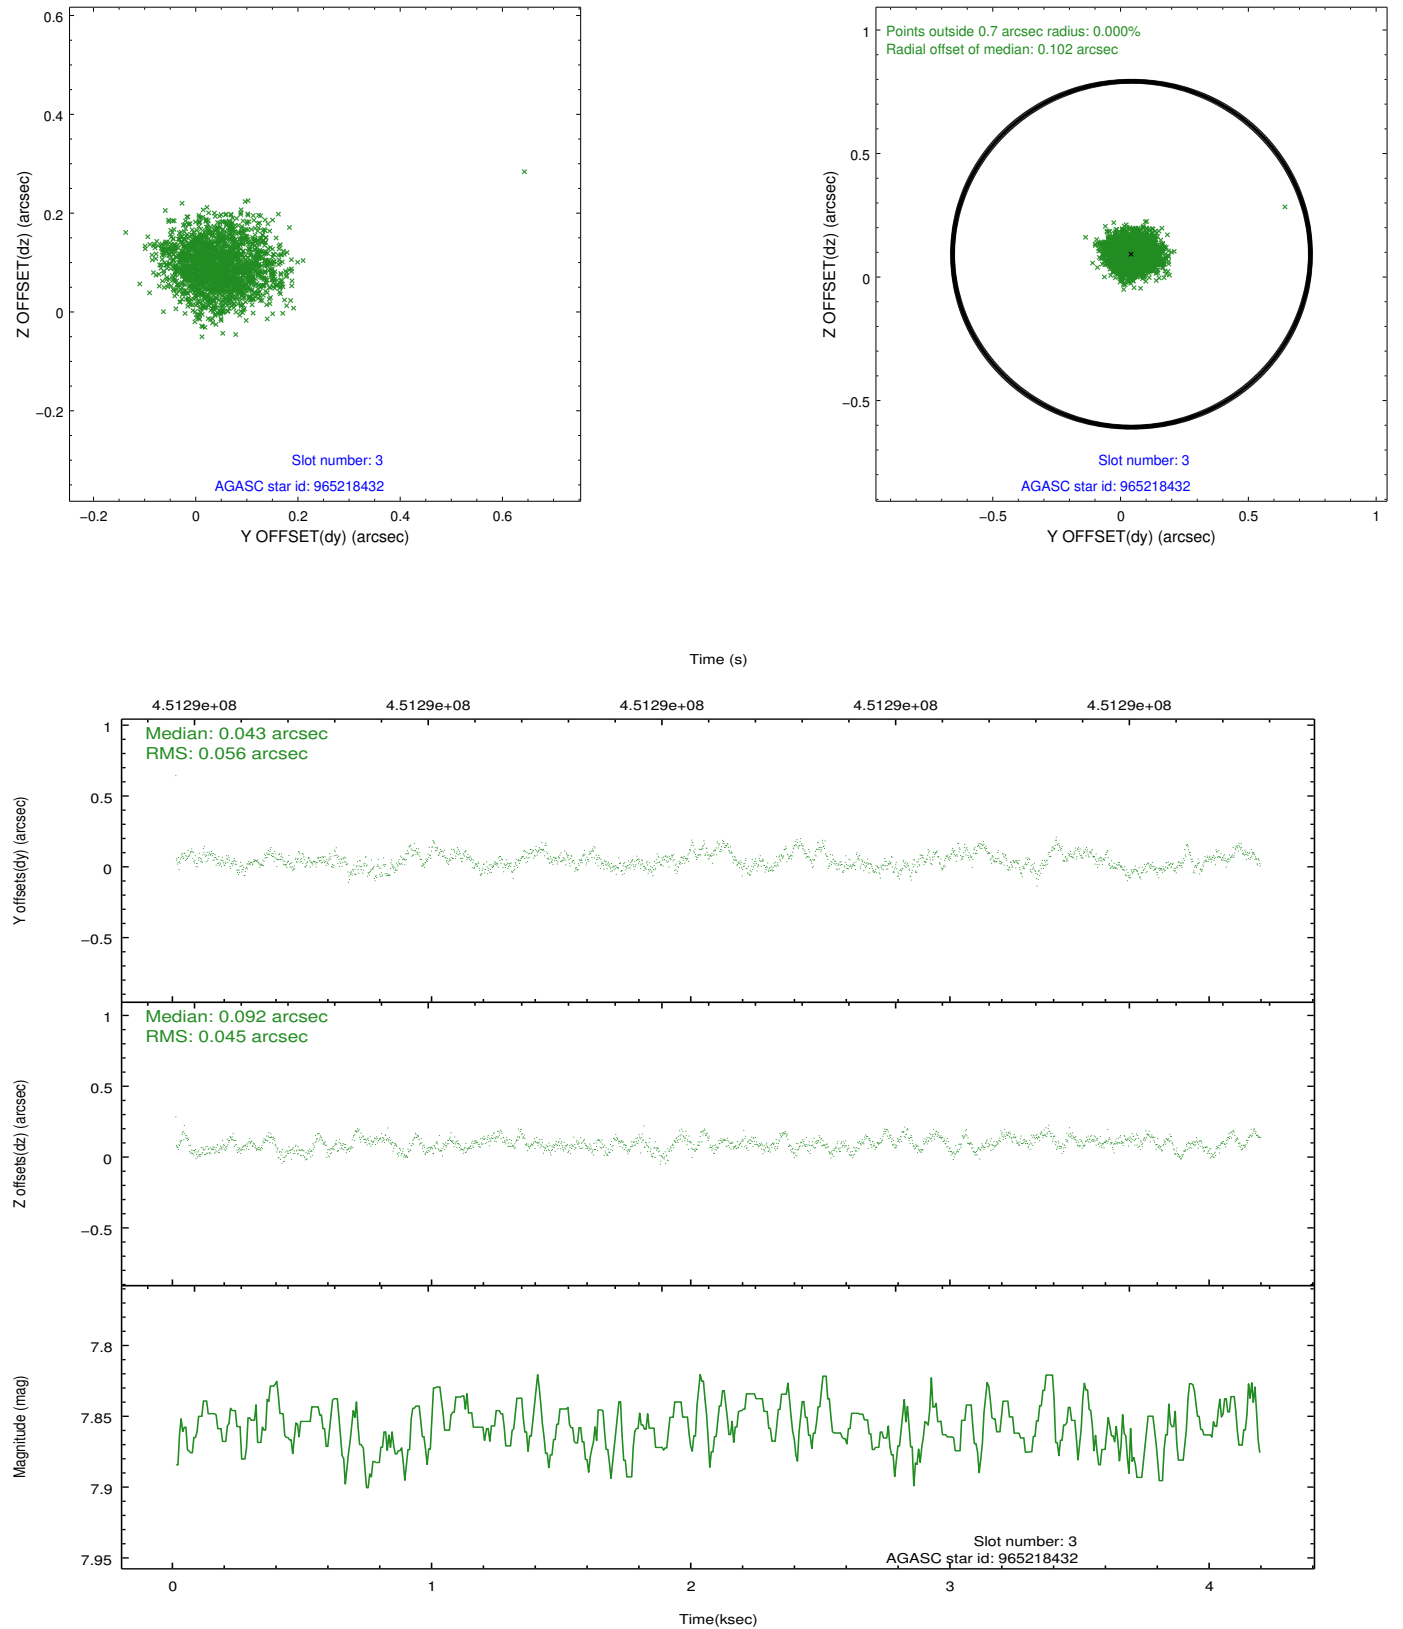 0.6
0.4
0.2
0
−0.2
Z OFFSET(dz) (arcsec)
Slot number: 3
AGASC star id: 965218432
−0.2 0 0.2 0.4 0.6
Y OFFSET(dy) (arcsec)
Points outside 0.7 arcsec radius: 0.000%
Radial offset of median: 0.102 arcsec
1
0.5
0
−0.5
Z OFFSET(dz) (arcsec)
Slot number: 3
AGASC star id: 965218432
−0.5 0 0.5 1
Y OFFSET(dy) (arcsec)
Time (s)
4.5129e+08 4.5129e+08 4.5129e+08 4.5129e+08 4.5129e+08
Median: 0.043 arcsec
RMS: 0.056 arcsec
1
0.5
0
−0.5
Y offsets(dy) (arcsec)
Median: 0.092 arcsec
RMS: 0.045 arcsec
1
0.5
0
−0.5
Z offsets(dz) (arcsec)
7.8
7.85
7.9
7.95
Magnitude (mag)
Slot number: 3
AGASC star id: 965218432
0 1 2 3 4
Time(ksec)